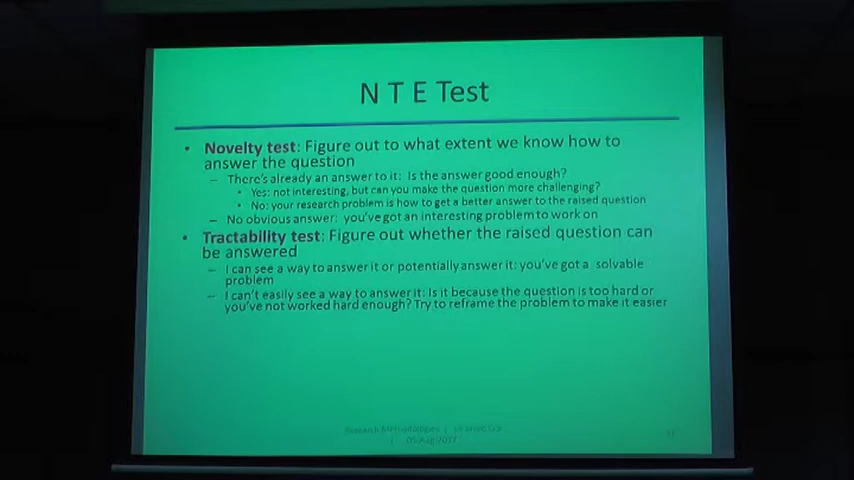 N T E Test
• Novelty test: Figure out to what extent we know how to
answer the question
– There's already an answer to it: Is the answer good enough?
• Yes: not interesting, but can you make the question more challenging?
• No: your research problem is how to get a better answer to the raised question
– No obvious answer: you've got an interesting problem to work on
• Tractability test: Figure out whether the raised question can
be answered
– I can see a way to answer it or potentially answer it: you've got a solvable
problem
– I can't easily see a way to answer it: Is it because the question is too hard or
you've not worked hard enough? Try to reframe the problem to make it easier
Research Methodologies |
| 05 Aug 2017